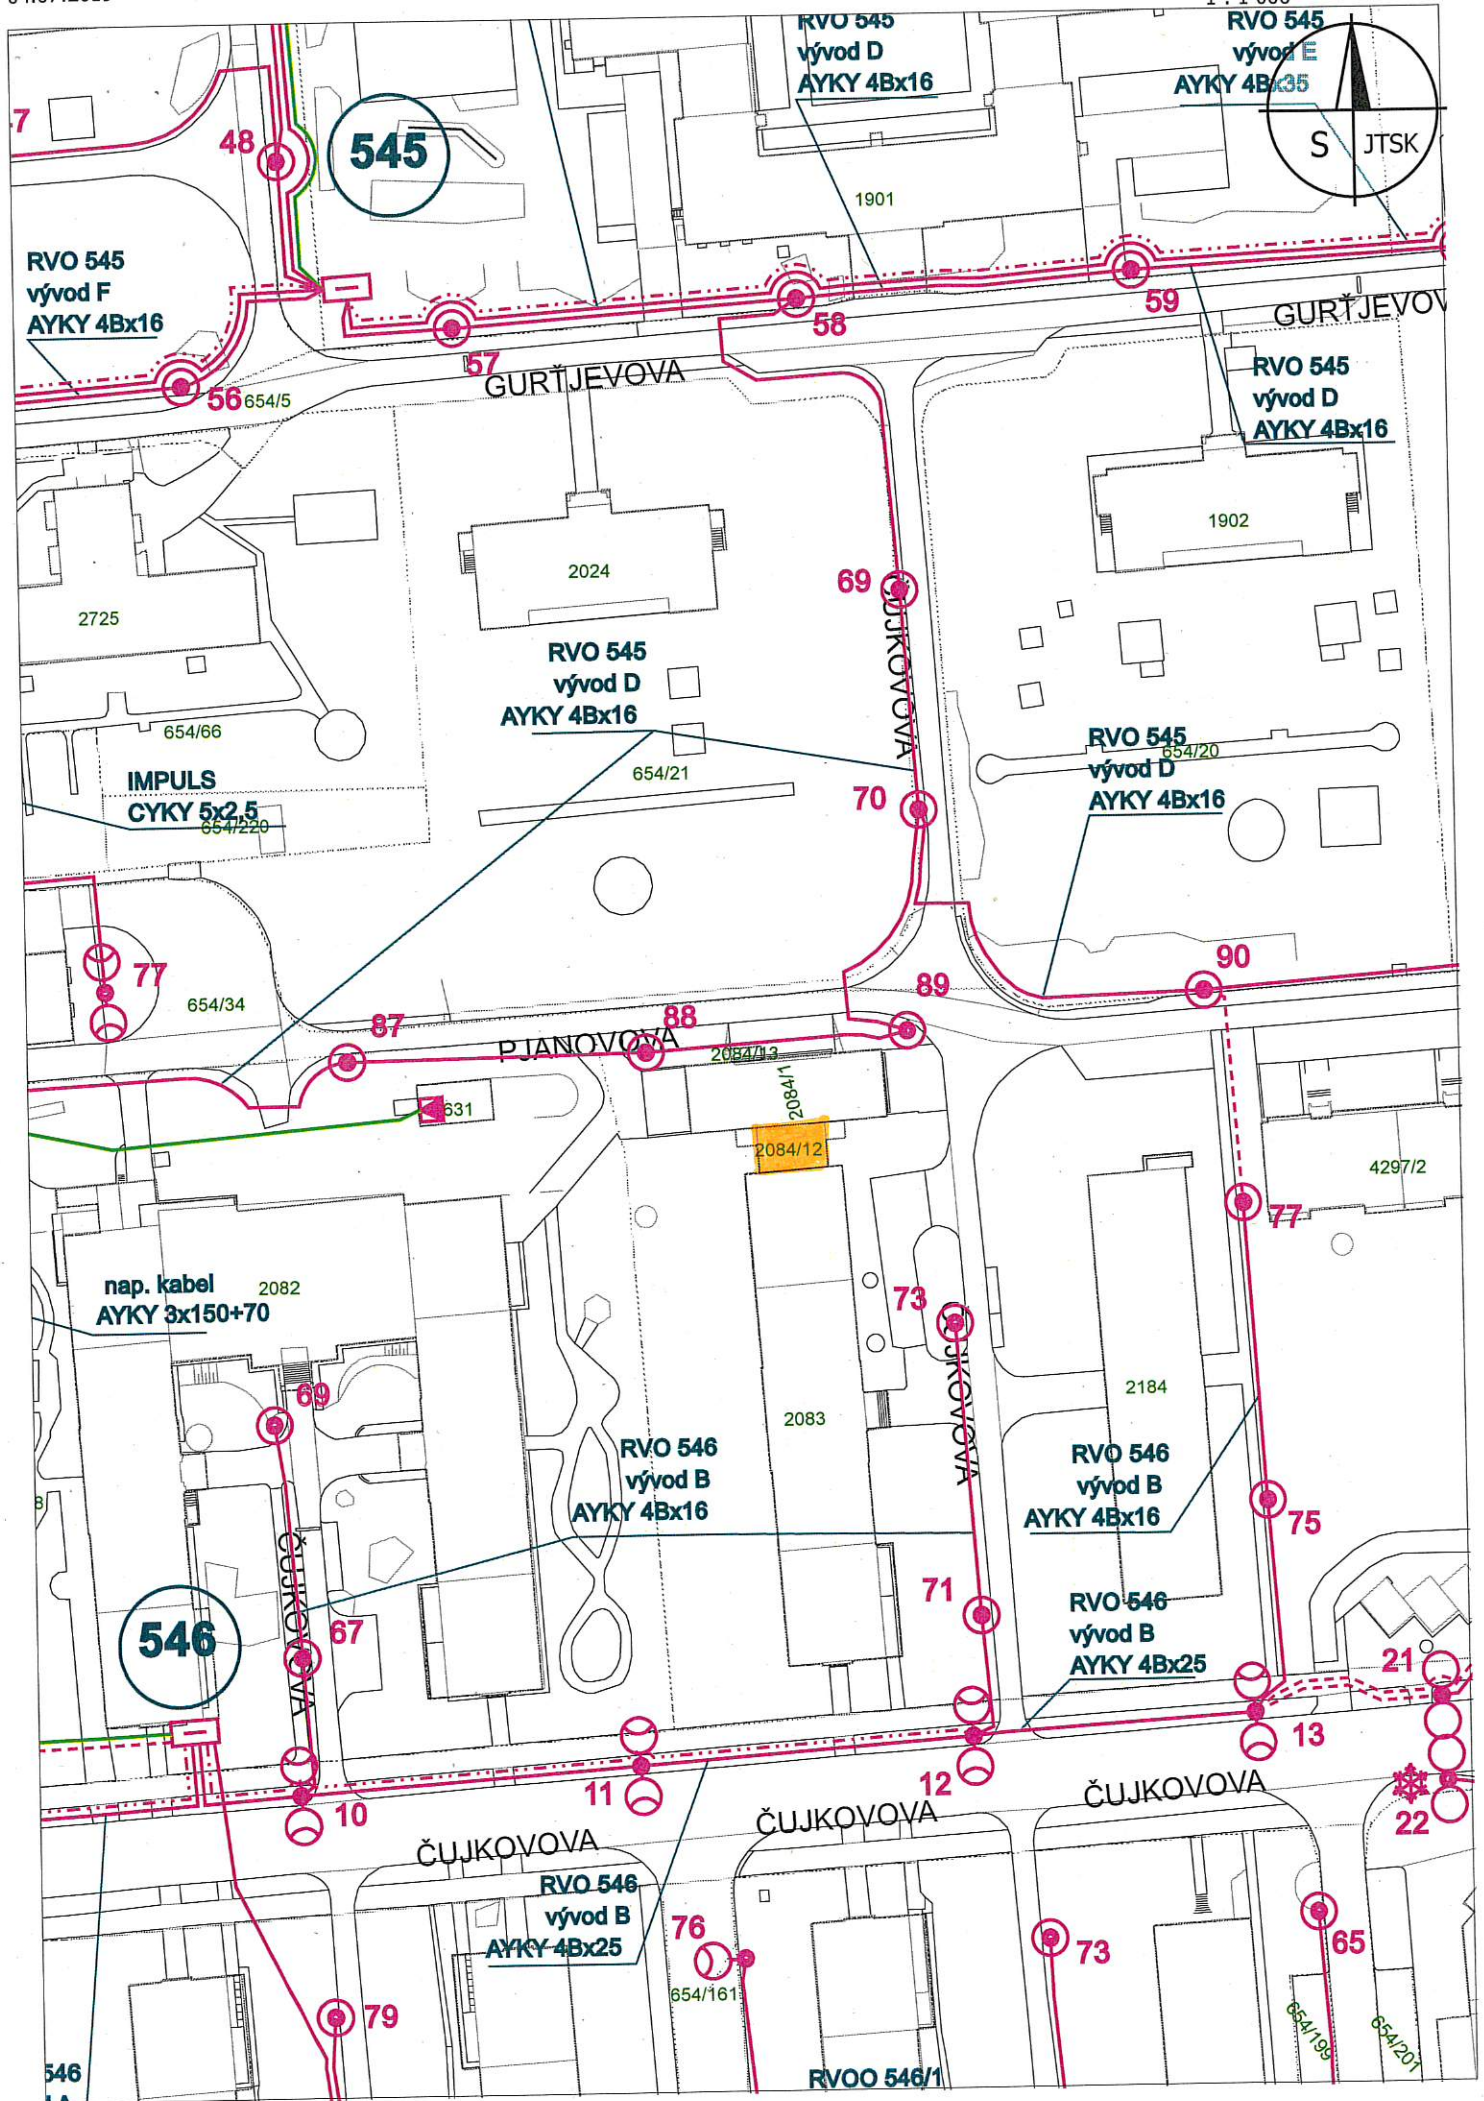 RVO 545
vývod D
AYKY 4Bx16
RVO 545
vývod E
AYKY 4Bx35
S JTSK
48
545
1901
RVO 545
vývod F
AYKY 4Bx16
56
654/5
57
58
59
GURŤJEVOVA
RVO 545
vývod D
AYKY 4Bx16
2024
1902
2725
69
ČUJKOVOVA
RVO 545
vývod D
AYKY 4Bx16
654/66
654/21
IMPULS
CYKY 5x2,5
654/220
70
RVO 545
vývod D
654/20
AYKY 4Bx16
77
654/34
87
88
89
90
PJANOVOVA
2084/13
2084/1
631
2084/12
4297/2
77
nap. kabel
AYKY 3x150+70
2082
73
ČUJKOVOVA
69
2083
2184
RVO 546
vývod B
AYKY 4Bx16
RVO 546
vývod B
AYKY 4Bx16
75
ČUJKOVOVA
67
546
71
RVO 546
vývod B
AYKY 4Bx25
21
10
11
12
13
22
ČUJKOVOVA
ČUJKOVOVA
ČUJKOVOVA
RVO 546
vývod B
AYKY 4Bx25
76
654/161
73
65
79
654/199
654/201
546
RVOO 546/1